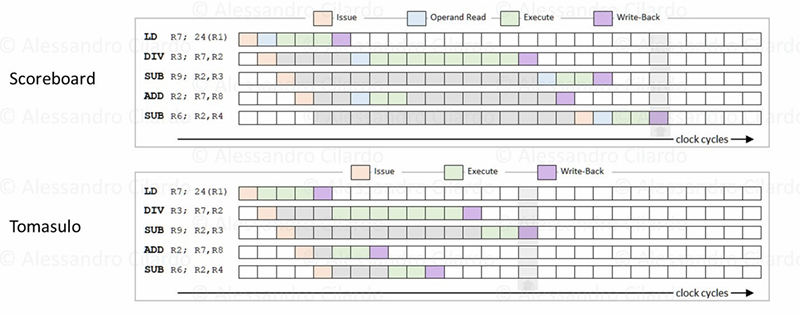 © Alessandro Cilardo
Issue Operand Read Execute Write-Back
LD R7; 24(R1)
DIV R3; R7,R2
Scoreboard
SUB R9; R2,R3
ADD R2; R7,R8
SUB R6; R2,R4
clock cycles
Issue Execute Write-Back
LD R7; 24(R1)
DIV R3; R7,R2
Tomasulo
SUB R9; R2,R3
ADD R2; R7,R8
SUB R6; R2,R4
clock cycles